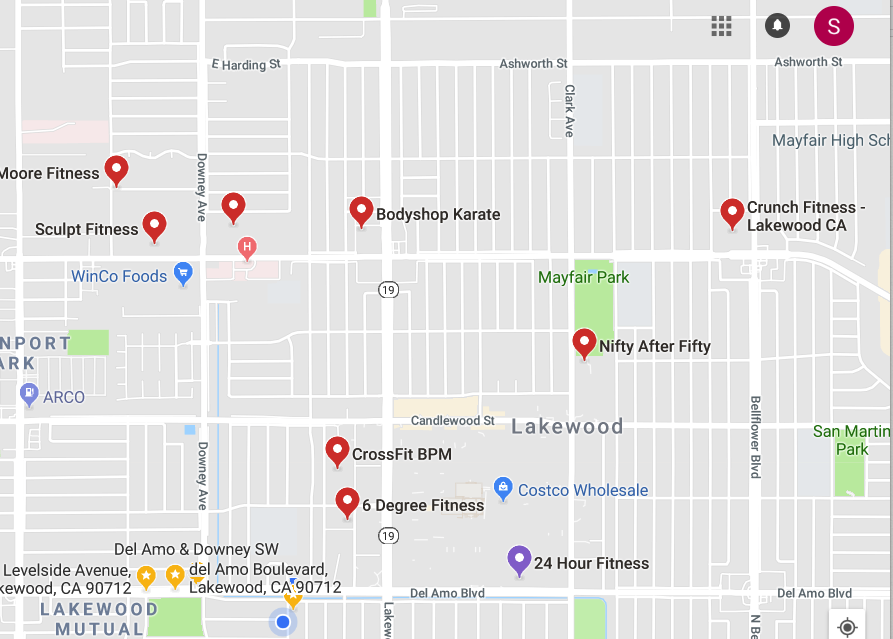 S
E Harding St
Ashworth St
Ashworth St
Clark Ave
Mayfair High Sch
Moore Fitness
Downey Ave
Sculpt Fitness
Bodyshop Karate
Crunch Fitness -
Lakewood CA
H
WinCo Foods
Mayfair Park
19
NPORT
ARK
Nifty After Fifty
ARCO
Candlewood St
Lakewood
Bellflower Blvd
San Martin
Park
Downey Ave
CrossFit BPM
Costco Wholesale
6 Degree Fitness
19
Del Amo & Downey SW
24 Hour Fitness
Levelside Avenue,
kewood, CA 90712
del Amo Boulevard,
Lakewood, CA 90712
Del Amo Blvd
Del Amo Blvd
LAKEWOOD
MUTUAL
Lakew
N Be